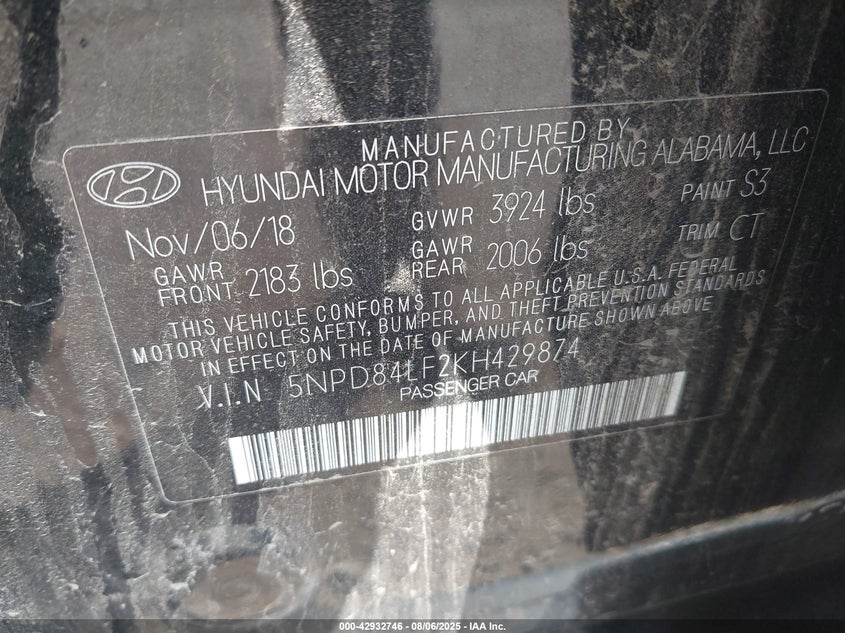 MANUFACTURED BY
HYUNDAI MOTOR MANUFACTURING ALABAMA, LLC
Nov/06/18 GVWR 3924 lbs PAINT S3
GAWR FRONT 2183 lbs GAWR REAR 2006 lbs TRIM CT
THIS VEHICLE CONFORMS TO ALL APPLICABLE U.S.A. FEDERAL
MOTOR VEHICLE SAFETY, BUMPER, AND THEFT PREVENTION STANDARDS
IN EFFECT ON THE DATE OF MANUFACTURE SHOWN ABOVE
V.I.N 5NPD84LF2KH429874
PASSENGER CAR
000-42932746 - 08/06/2025 - IAA Inc.